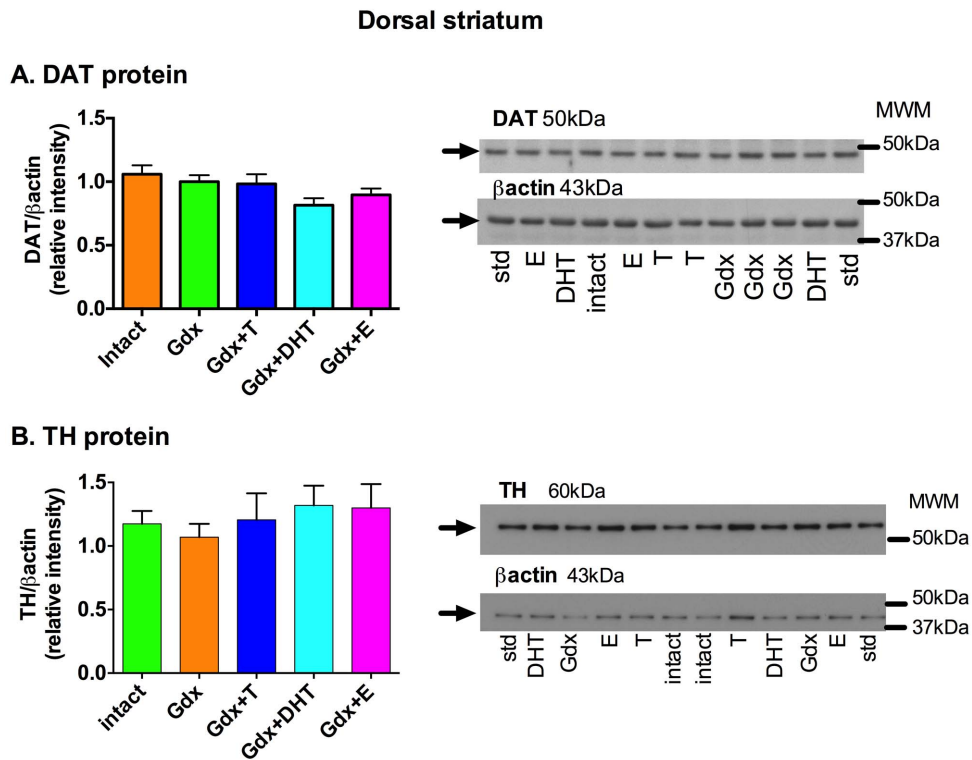 Dorsal striatum
A. DAT protein
DAT/βactin
(relative intensity)
1.5
1.0
0.5
0.0
Intact
Gdx
Gdx+T
Gdx+DHT
Gdx+E
DAT 50kDa
MWM
50kDa
βactin 43kDa
50kDa
37kDa
std
E
DHT
intact
E
T
T
Gdx
Gdx
Gdx
DHT
std
B. TH protein
TH/βactin
(relative intensity)
1.5
1.0
0.5
0.0
intact
Gdx
Gdx+T
Gdx+DHT
Gdx+E
TH 60kDa
MWM
50kDa
βactin 43kDa
50kDa
37kDa
std
DHT
Gdx
E
T
intact
intact
T
DHT
Gdx
E
std